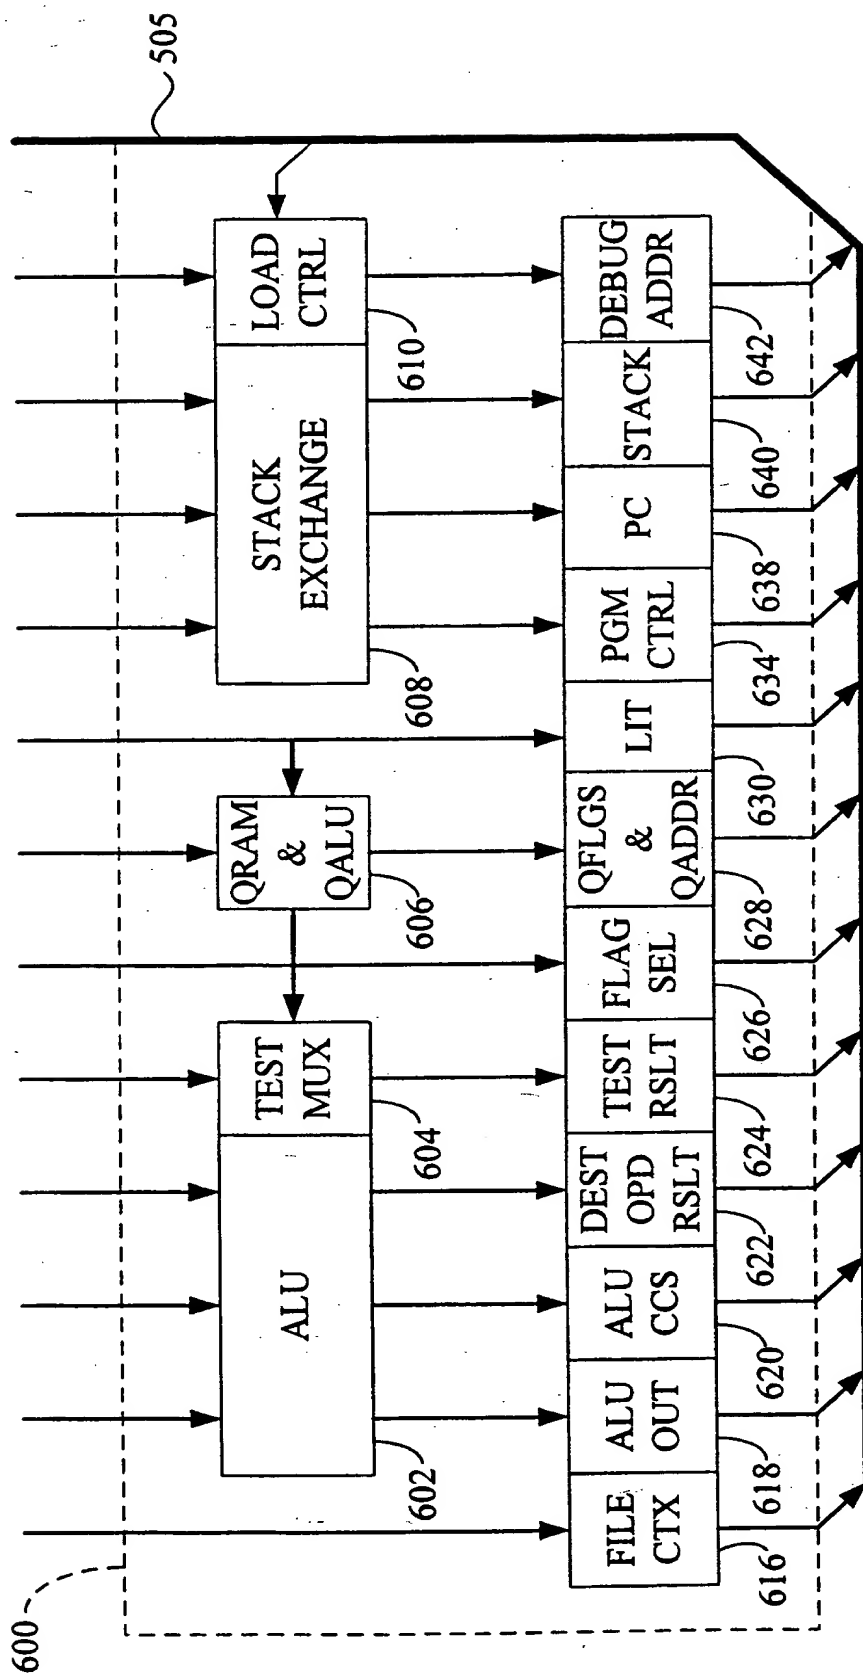 600
505
ALU
TEST
MUX
QRAM
&
QALU
STACK
EXCHANGE
LOAD
CTRL
602
604
606
608
610
FILE
CTX
ALU
OUT
ALU
CCS
DEST
OPD
RSLT
TEST
RSLT
FLAG
SEL
QFLGS
&
QADDR
LIT
PGM
CTRL
PC
STACK
DEBUG
ADDR
616
618
620
622
624
626
628
630
634
638
640
642